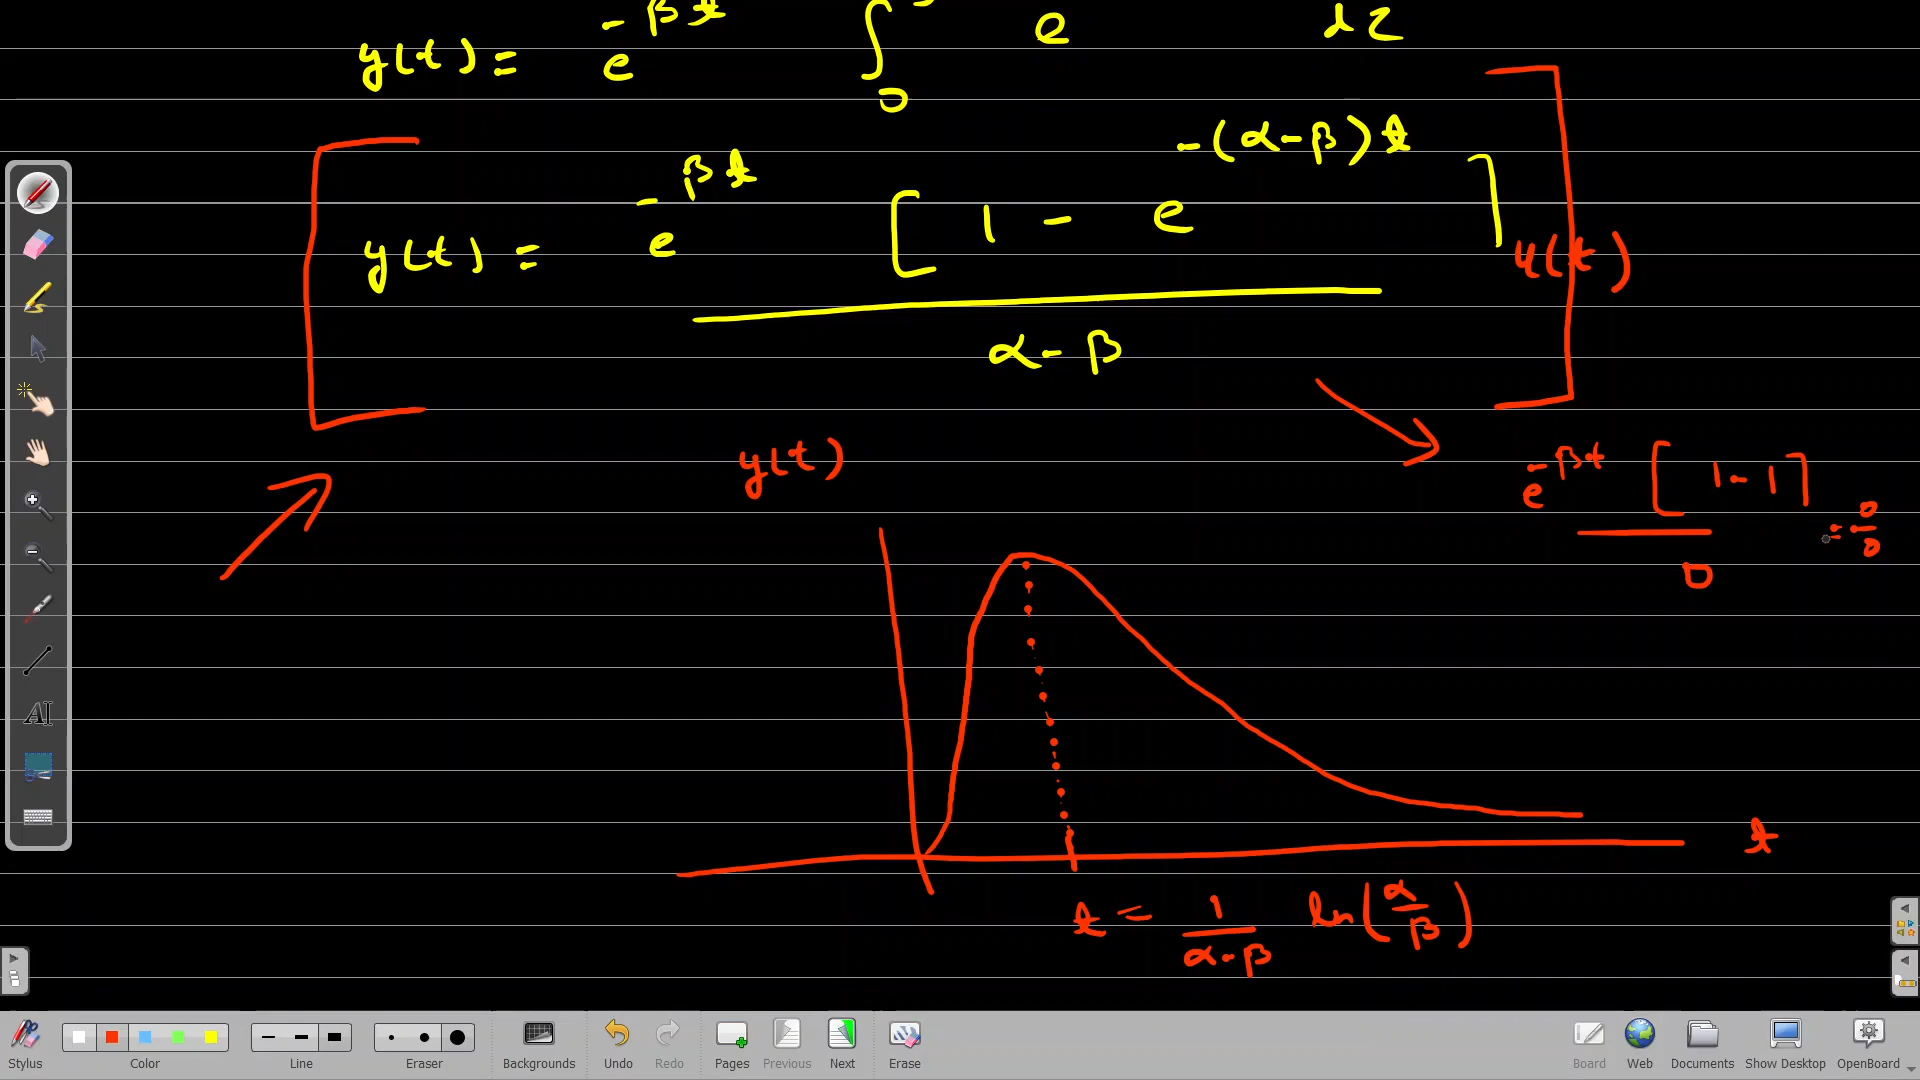 y(t) = e^{-βt} ∫_0 e dz
y(t) = e^{-βt} [1 - e^{-(α-β)t}]
α-β
y(t)
y(t)
e^{-βt} [1-1] = 0/0
0
t
t = 1/(α-β) ln(α/β)
Stylus Color Line Eraser Backgrounds Undo Redo Pages Previous Next Erase Board Web Documents Show Desktop OpenBoard